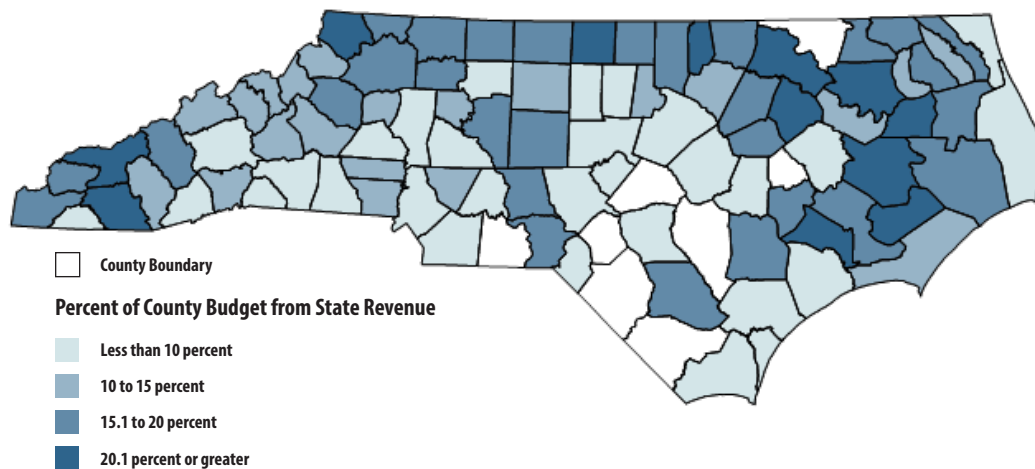 County Boundary
Percent of County Budget from State Revenue
Less than 10 percent
10 to 15 percent
15.1 to 20 percent
20.1 percent or greater